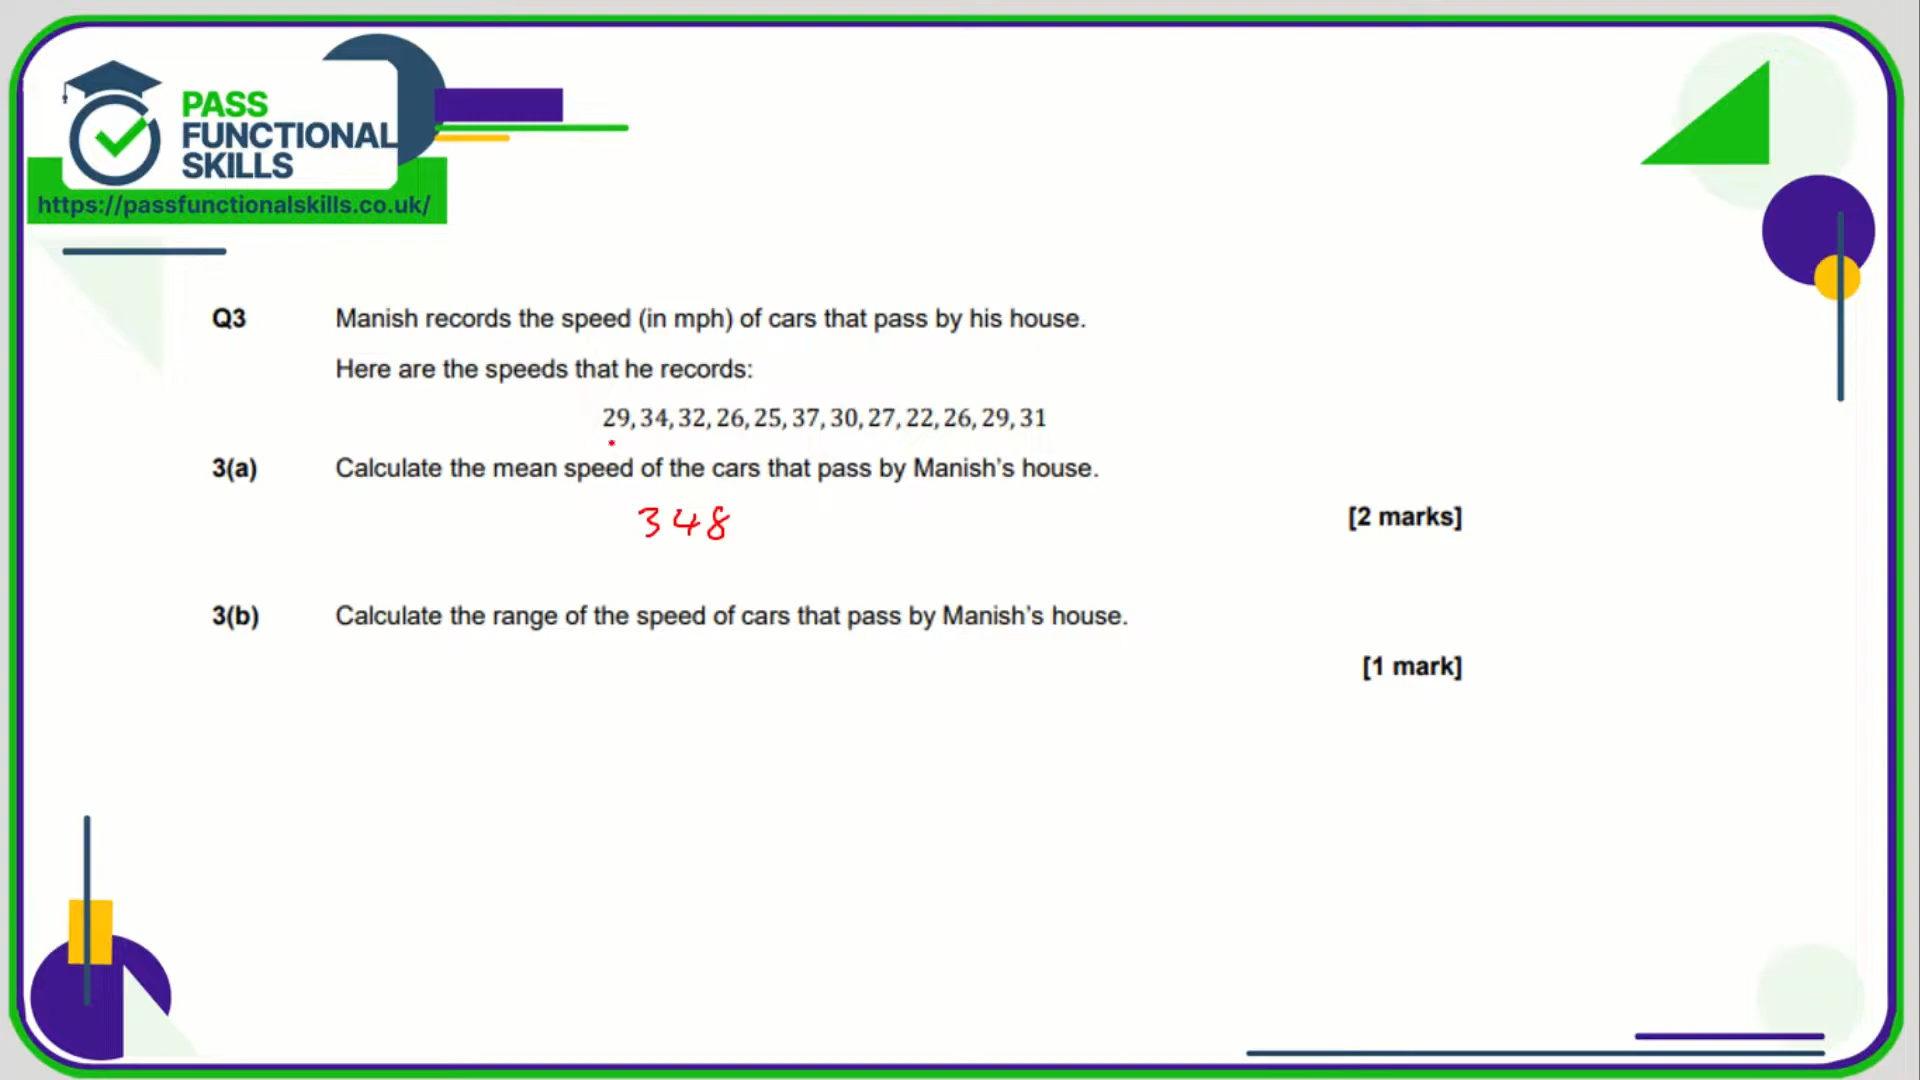 PASS
FUNCTIONAL
SKILLS
https://passfunctionalskills.co.uk/
Q3 Manish records the speed (in mph) of cars that pass by his house.
Here are the speeds that he records:
29, 34, 32, 26, 25, 37, 30, 27, 22, 26, 29, 31
3(a) Calculate the mean speed of the cars that pass by Manish’s house.
348
[2 marks]
3(b) Calculate the range of the speed of cars that pass by Manish’s house.
[1 mark]